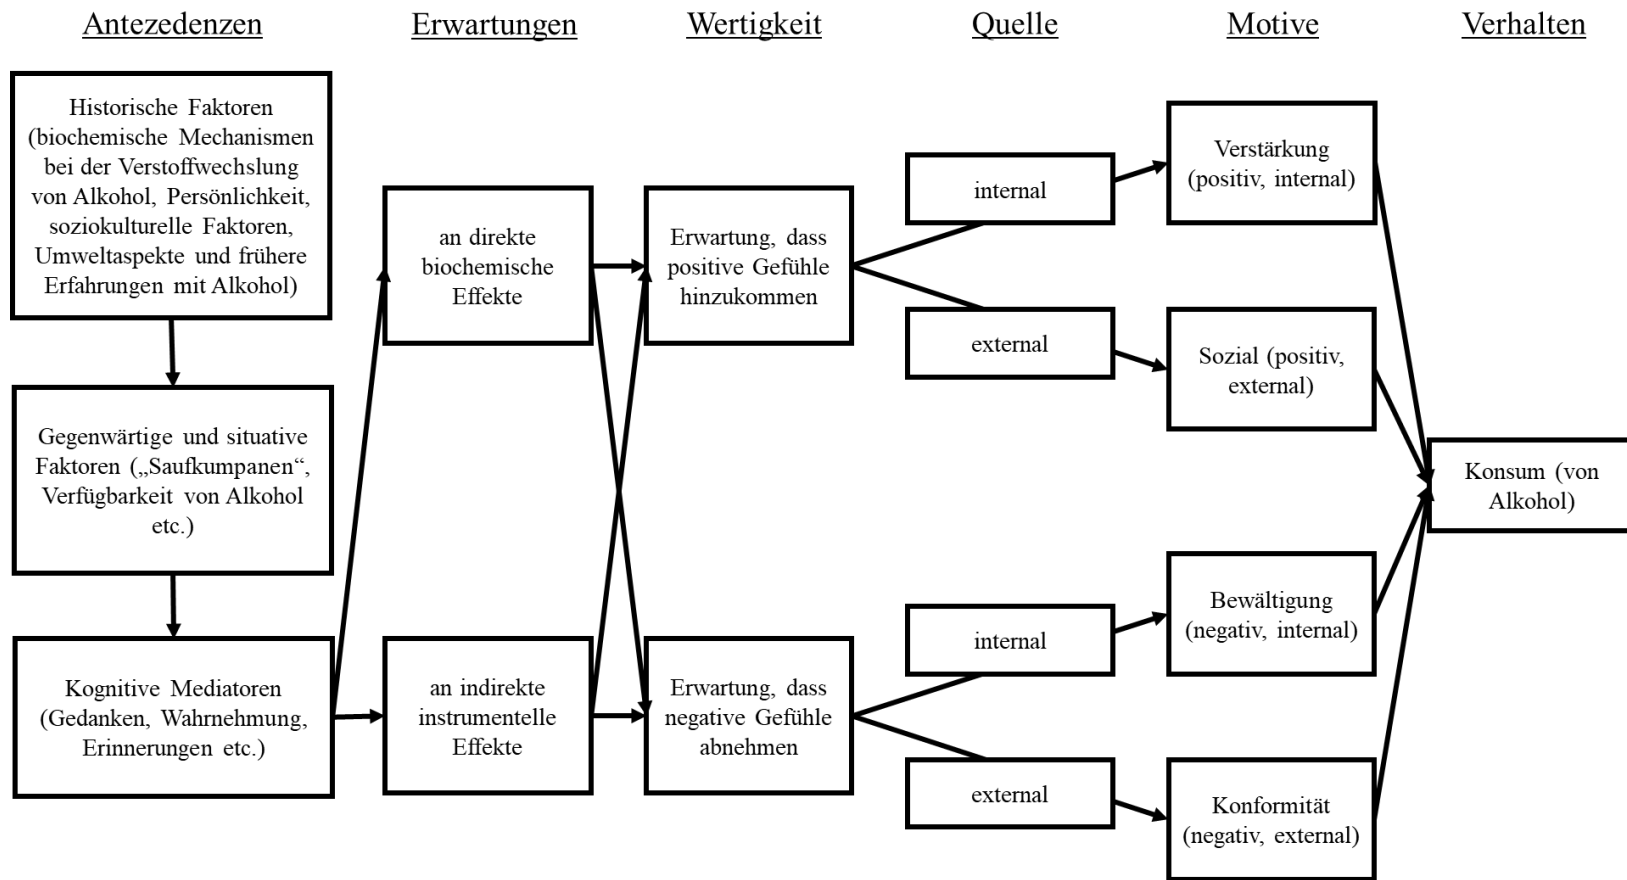 Antezedenzen
Erwartungen
Wertigkeit
Quelle
Motive
Verhalten
Historische Faktoren
(biochemische Mechanismen
bei der Verstoffwechslung
von Alkohol, Persönlichkeit,
soziokulturelle Faktoren,
Umweltaspekte und frühere
Erfahrungen mit Alkohol)
Gegenwärtige und situative
Faktoren („Saufkumpanen“,
Verfügbarkeit von Alkohol
etc.)
Kognitive Mediatoren
(Gedanken, Wahrnehmung,
Erinnerungen etc.)
an direkte
biochemische
Effekte
an indirekte
instrumentelle
Effekte
Erwartung, dass
positive Gefühle
hinzukommen
Erwartung, dass
negative Gefühle
abnehmen
internal
external
internal
external
Verstärkung
(positiv, internal)
Sozial (positiv,
external)
Bewältigung
(negativ, internal)
Konformität
(negativ, external)
Konsum (von
Alkohol)